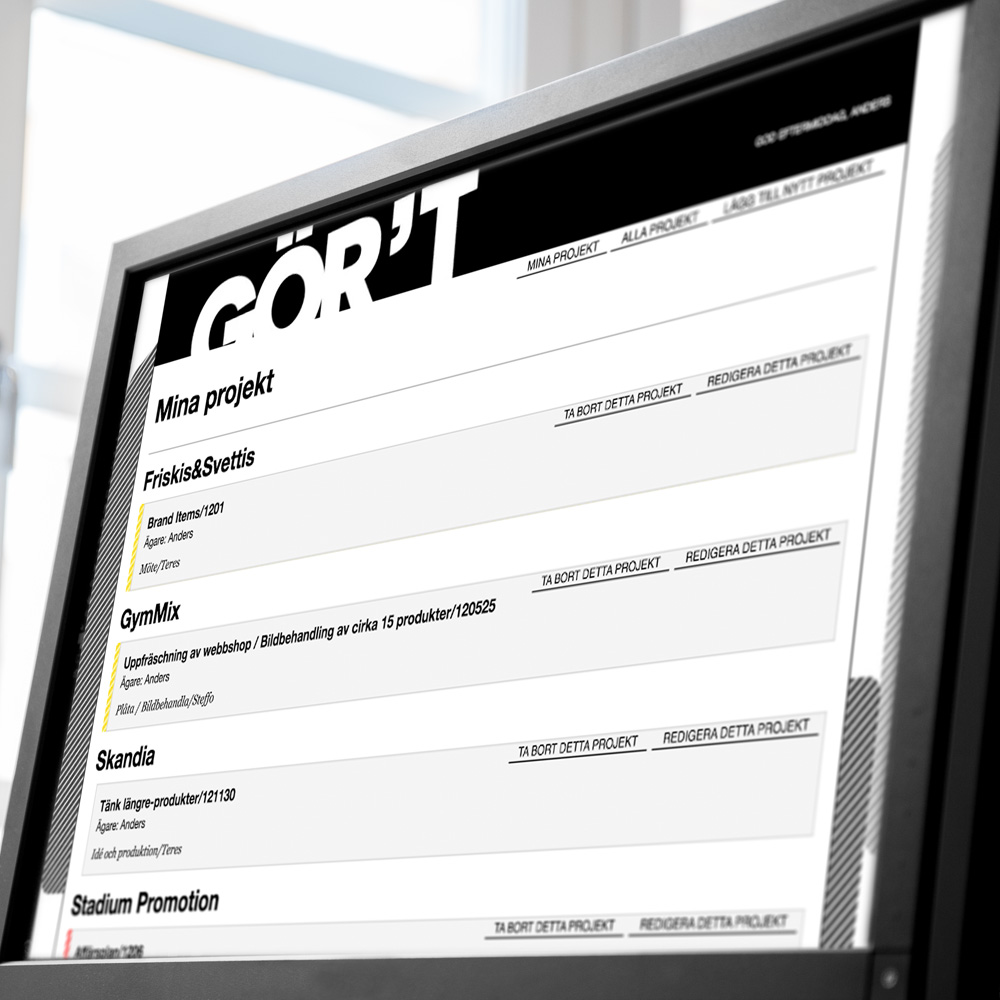 GOD EFTERMIDDAG, ANDERS
GÖR'T
MINA PROJEKT ALLA PROJEKT LÄGG TILL NYTT PROJEKT
Mina projekt
Friskis&Svettis
TA BORT DETTA PROJEKT REDIGERA DETTA PROJEKT
Brand Items/1201
Ägare: Anders
Möte/Teres
GymMix
TA BORT DETTA PROJEKT REDIGERA DETTA PROJEKT
Uppfräschning av webbshop / Bildbehandling av cirka 15 produkter/120525
Ägare: Anders
Plåta / Bildbehandla/Steffo
Skandia
TA BORT DETTA PROJEKT REDIGERA DETTA PROJEKT
Tänk längre-produkter/121130
Ägare: Anders
Idé och produktion/Teres
Stadium Promotion
TA BORT DETTA PROJEKT REDIGERA DETTA PROJEKT
Affärsplan/1206